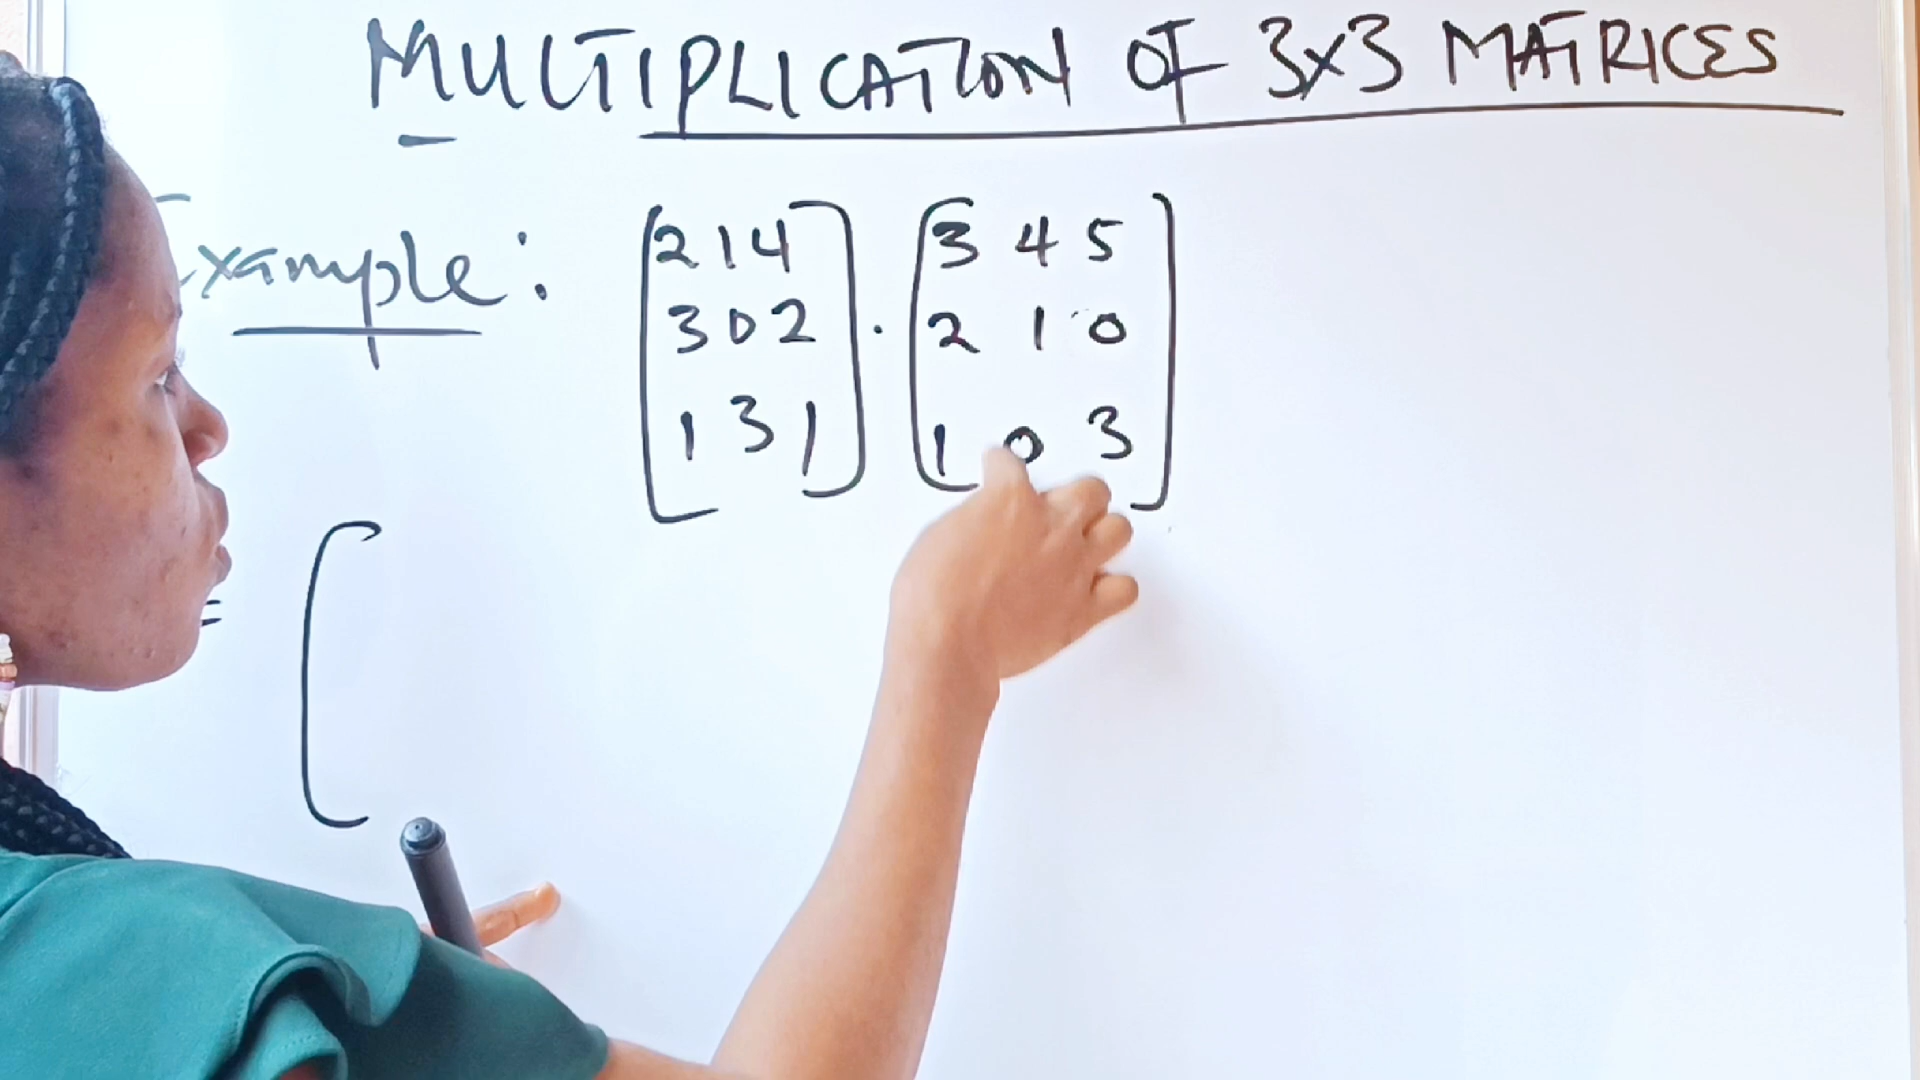 MULTIPLICATION OF 3x3 MATRICES
Example: [2 1 4] . [3 4 5]
[3 0 2] [2 1 0]
[1 3 1] [1 0 3]
= [